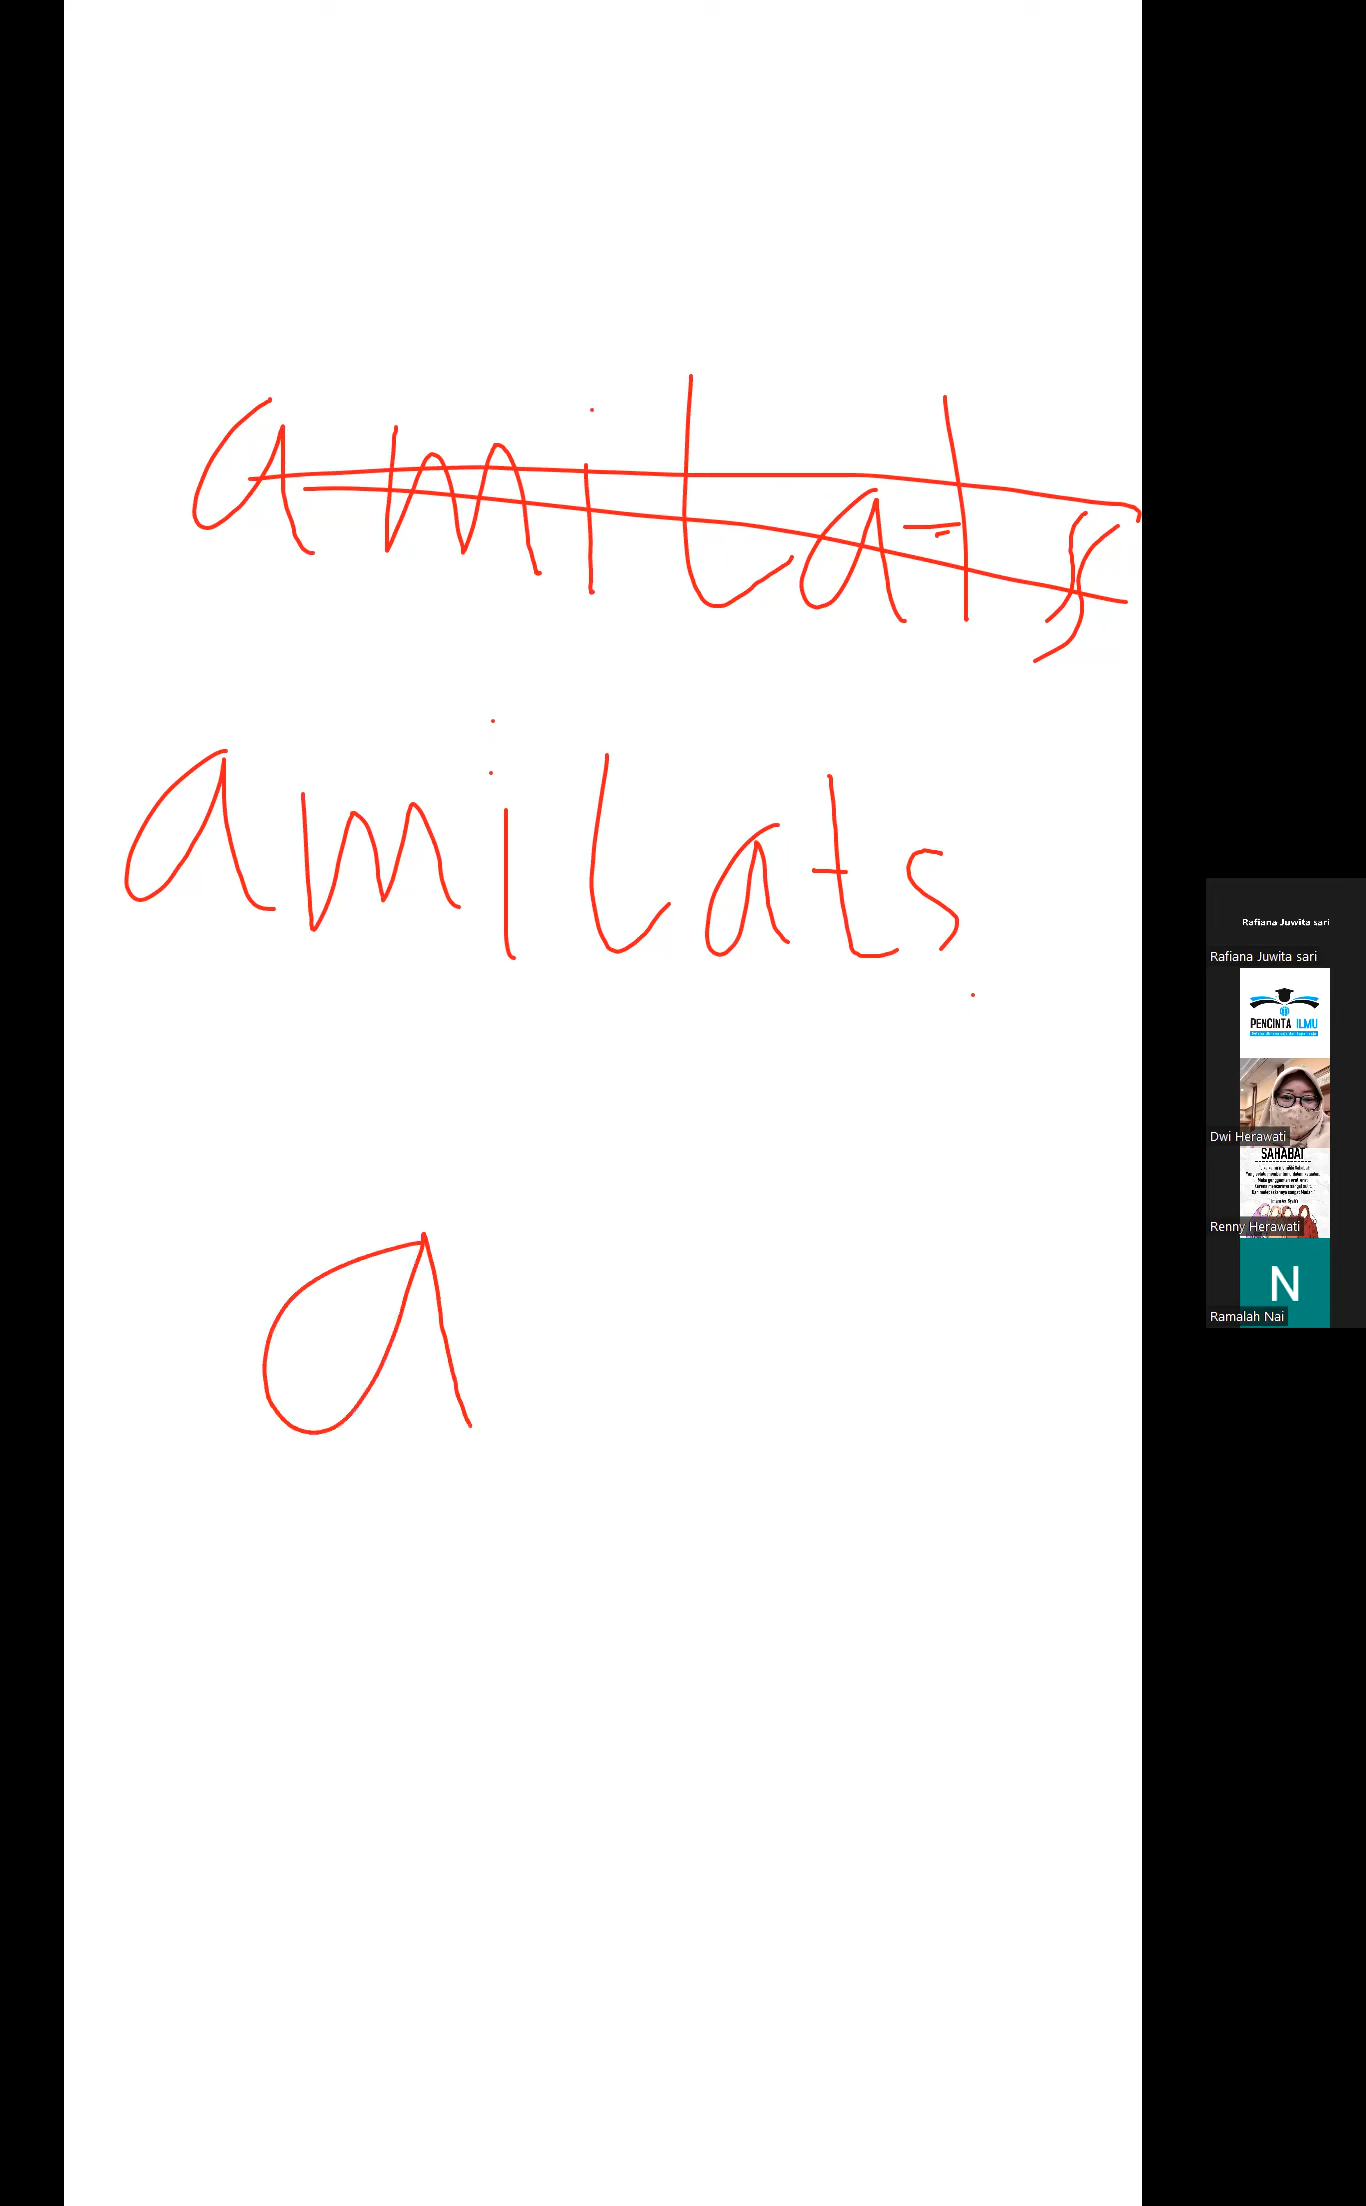 amilats
amilats
a
Rafiana Juwita sari
Rafiana Juwita sari
PENCINTA ILMU
Dwi Herawati
SAHABAT
Renny Herawati
N
Ramalah Nai